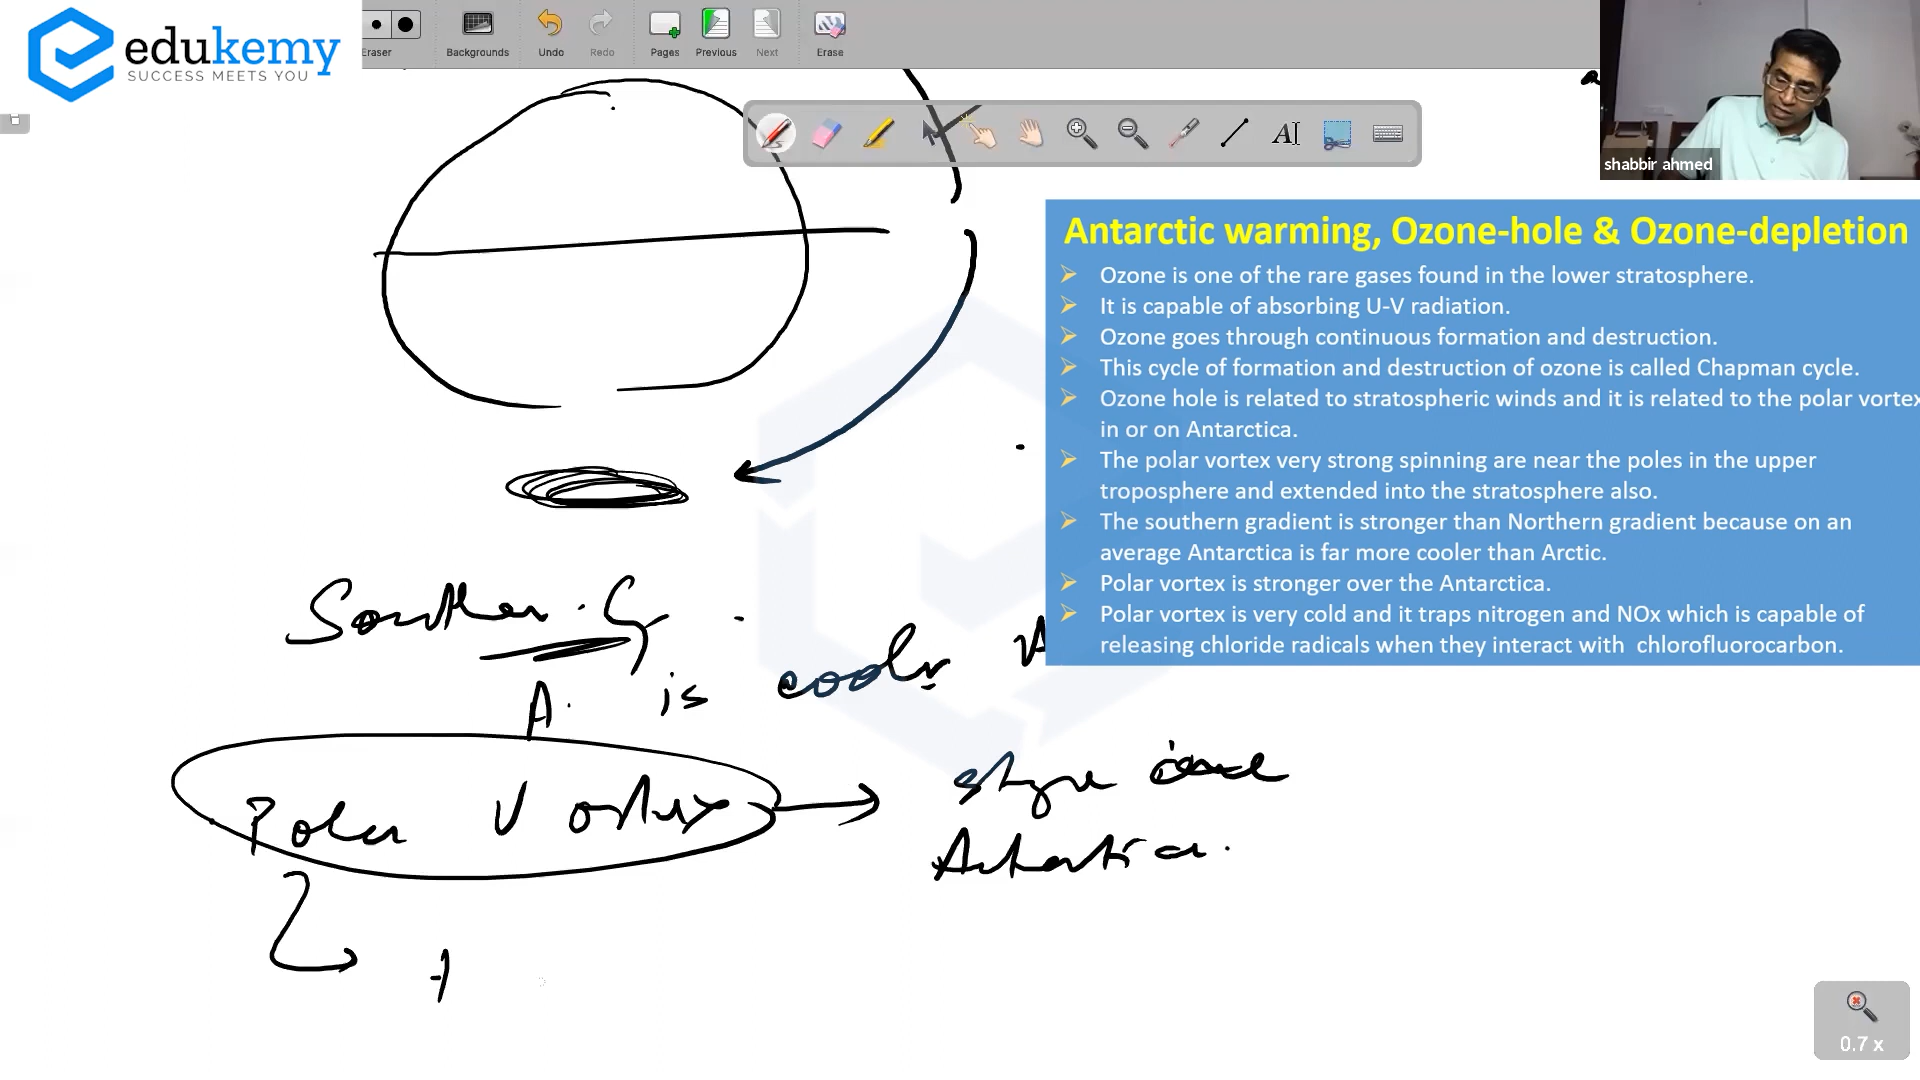 edukemy
SUCCESS MEETS YOU
Eraser
Backgrounds
Undo
Redo
Pages
Previous
Next
Erase
shabbir ahmed
Antarctic warming, Ozone-hole & Ozone-depletion
Ozone is one of the rare gases found in the lower stratosphere.
It is capable of absorbing U-V radiation.
Ozone goes through continuous formation and destruction.
This cycle of formation and destruction of ozone is called Chapman cycle.
Ozone hole is related to stratospheric winds and it is related to the polar vortex
in or on Antarctica.
The polar vortex very strong spinning are near the poles in the upper
troposphere and extended into the stratosphere also.
The southern gradient is stronger than Northern gradient because on an
average Antarctica is far more cooler than Arctic.
Polar vortex is stronger over the Antarctica.
Polar vortex is very cold and it traps nitrogen and NOx which is capable of
releasing chloride radicals when they interact with chlorofluorocarbon.
Southern . G
A. is cooler
Polar Vortex
Antartica.
0.7 x